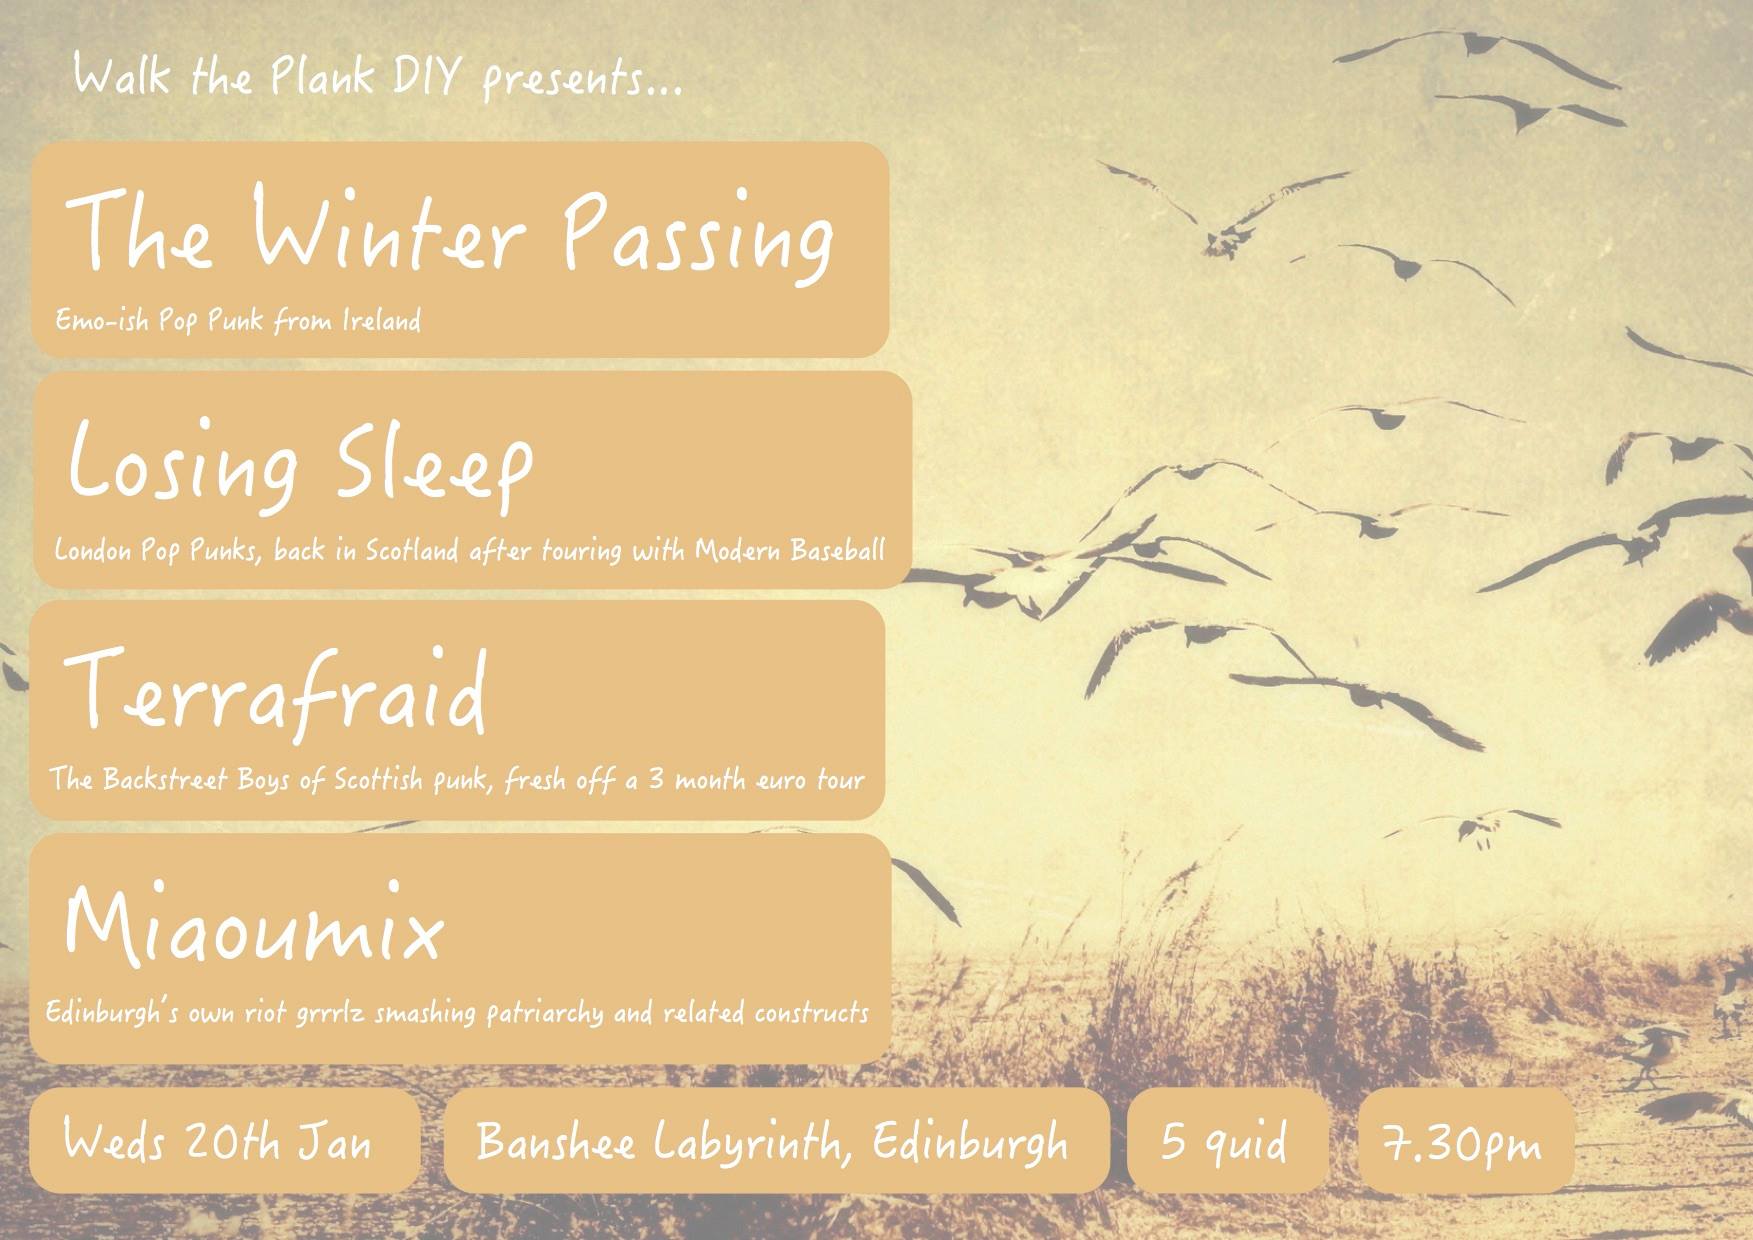 Walk the Plank DIY presents...
The Winter Passing
Emo-ish Pop Punk from Ireland
Losing Sleep
London Pop Punks, back in Scotland after touring with Modern Baseball
Terrafraid
The Backstreet Boys of Scottish punk, fresh off a 3 month euro tour
Miaoumix
Edinburgh's own riot grrrlz smashing patriarchy and related constructs
Weds 20th Jan
Banshee Labyrinth, Edinburgh
5 quid
7.30pm